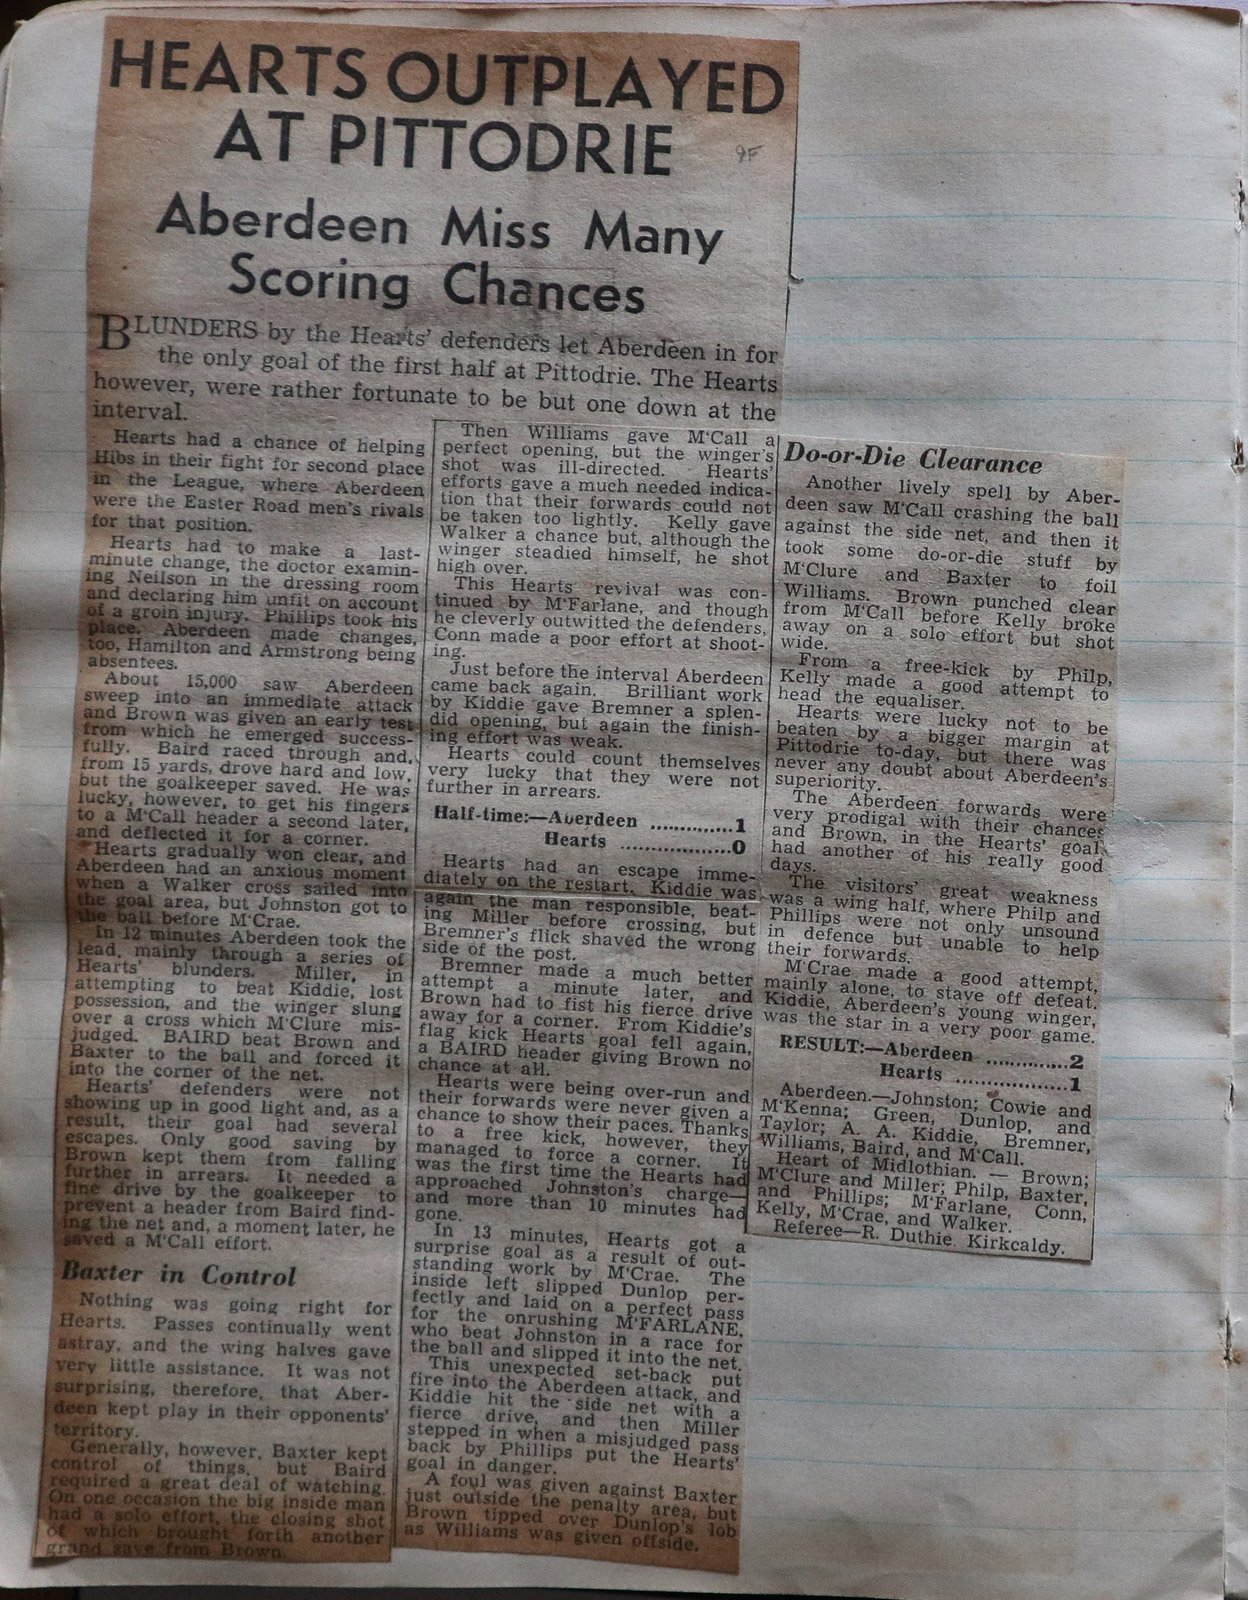 HEARTS OUTPLAYED
AT PITTODRIE
9F
Aberdeen Miss Many
Scoring Chances
BLUNDERS by the Hearts' defenders let Aberdeen in for
the only goal of the first half at Pittodrie. The Hearts
however, were rather fortunate to be but one down at the
interval.
Hearts had a chance of helping
Hibs in their fight for second place
in the League, where Aberdeen
were the Easter Road men's rivals
for that position.
Hearts had to make a last-
minute change, the doctor examin-
ing Neilson in the dressing room
and declaring him unfit on account
of a groin injury. Phillips took his
place. Aberdeen made changes,
too, Hamilton and Armstrong being
absentees.
About 15,000 saw Aberdeen
sweep into an immediate attack
and Brown was given an early test
from which he emerged success-
fully. Baird raced through and,
from 15 yards, drove hard and low,
but the goalkeeper saved. He was
lucky, however, to get his fingers
to a M'Call header a second later,
and deflected it for a corner.
Hearts gradually won clear, and
Aberdeen had an anxious moment
when a Walker cross sailed into
the goal area, but Johnston got to
the ball before M'Crae.
In 12 minutes Aberdeen took the
lead, mainly through a series of
Hearts' blunders. Miller, in
attempting to beat Kiddie, lost
possession, and the winger slung
over a cross which M'Clure mis-
judged. BAIRD beat Brown and
Baxter to the ball and forced it
into the corner of the net.
Hearts' defenders were not
showing up in good light and, as a
result, their goal had several
escapes. Only good saving by
Brown kept them from falling
further in arrears. It needed a
fine drive by the goalkeeper to
prevent a header from Baird find-
ing the net and, a moment later, he
saved a M'Call effort.
Baxter in Control
Nothing was going right for
Hearts. Passes continually went
astray, and the wing halves gave
very little assistance. It was not
surprising, therefore, that Aber-
deen kept play in their opponents'
territory.
Generally, however, Baxter kept
control of things, but Baird
required a great deal of watching.
On one occasion the big inside man
had a solo effort, the closing shot
of which brought forth another
grand save from Brown.
Then Williams gave M'Call a
perfect opening, but the winger's
shot was ill-directed. Hearts'
efforts gave a much needed indica-
tion that their forwards could not
be taken too lightly. Kelly gave
Walker a chance but, although the
winger steadied himself, he shot
high over.
This Hearts' revival was con-
tinued by M'Farlane, and though
he cleverly outwitted the defenders,
Conn made a poor effort at shoot-
ing.
Just before the interval Aberdeen
came back again. Brilliant work
by Kiddie gave Bremner a splen-
did opening, but again the finish-
ing effort was weak.
Hearts could count themselves
very lucky that they were not
further in arrears.
Half-time:—Aberdeen ..............1
Hearts ..................0
Hearts had an escape imme-
diately on the restart. Kiddie was
again the man responsible, beat-
ing Miller before crossing, but
Bremner's flick shaved the wrong
side of the post.
Bremner made a much better
attempt a minute later, and
Brown had to fist his fierce drive
away for a corner. From Kiddie's
flag kick Hearts goal fell again,
a BAIRD header giving Brown no
chance at all.
Hearts were being over-run and
their forwards were never given a
chance to show their paces. Thanks
to a free kick, however, they
managed to force a corner. It
was the first time the Hearts had
approached Johnston's charge—
and more than 10 minutes had
gone.
In 13 minutes, Hearts got a
surprise goal as a result of out-
standing work by M'Crae. The
inside left slipped Dunlop per-
fectly and laid on a perfect pass
for the onrushing M'FARLANE,
who beat Johnston in a race for
the ball and slipped it into the net.
This unexpected set-back put
fire into the Aberdeen attack, and
Kiddie hit the side net with a
fierce drive, and then Miller
stepped in when a misjudged pass
back by Phillips put the Hearts'
goal in danger.
A foul was given against Baxter
just outside the penalty area, but
Brown tipped over Dunlop's lob
as Williams was given offside.
Do-or-Die Clearance
Another lively spell by Aber-
deen saw M'Call crashing the ball
against the side net, and then it
took some do-or-die stuff by
M'Clure and Baxter to foil
Williams. Brown punched clear
from M'Call before Kelly broke
away on a solo effort but shot
wide.
From a free-kick by Philp,
Kelly made a good attempt to
head the equaliser.
Hearts were lucky not to be
beaten by a bigger margin at
Pittodrie to-day, but there was
never any doubt about Aberdeen's
superiority.
The Aberdeen forwards were
very prodigal with their chances
and Brown, in the Hearts' goal,
had another of his really good
days.
The visitors' great weakness
was a wing half, where Philp and
Phillips were not only unsound
in defence but unable to help
their forwards.
M'Crae made a good attempt,
mainly alone, to stave off defeat.
Kiddie, Aberdeen's young winger,
was the star in a very poor game.
RESULT:—Aberdeen ..............2
Hearts ..................1
Aberdeen.—Johnston; Cowie and
M'Kenna; Green, Dunlop, and
Taylor; A. A. Kiddie, Bremner,
Williams, Baird, and M'Call.
Heart of Midlothian. — Brown;
M'Clure and Miller; Philp, Baxter,
and Phillips; M'Farlane, Conn,
Kelly, M'Crae, and Walker.
Referee—R. Duthie. Kirkcaldy.